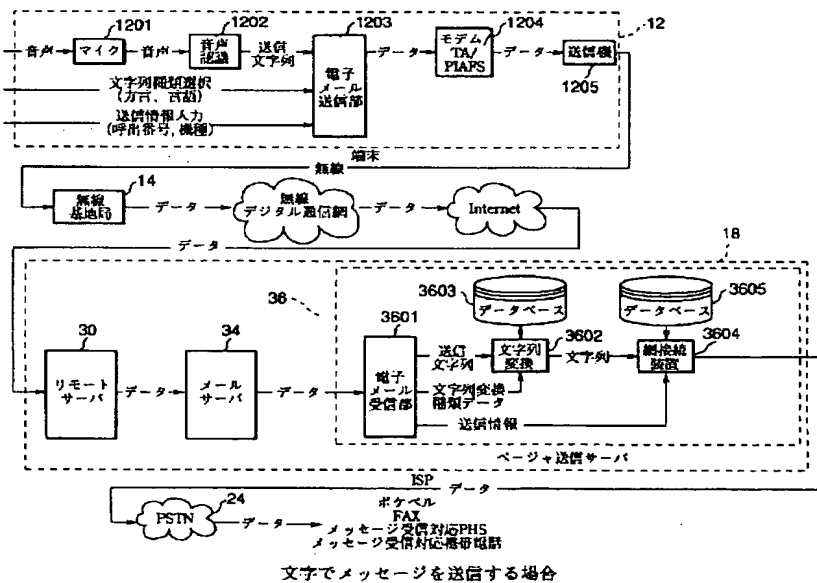 1201
1202
1203
1204
12
音声
マイク
音声
音声
認識
送信
文字列
電子
メール
送信部
データ
モデム
TA/
PIAFS
データ
送信機
1205
文字列種類選択
(方言、言語)
送信情報入力
(呼出番号,機種)
端末
無線
14
無線
基地局
データ
無線
デジタル通信網
データ
Internet
データ
18
36
30
リモート
サーバ
データ
34
メール
サーバ
データ
3601
電子
メール
受信部
送信
文字列
文字列変換
種類データ
送信情報
3603
データベース
3602
文字列
変換
文字列
3605
データベース
3604
網接続
装置
ページャ送信サーバ
ISP
データ
24
PSTN
データ
ポケベル
FAX
メッセージ受信対応PHS
メッセージ受信対応携帯電話
文字でメッセージを送信する場合